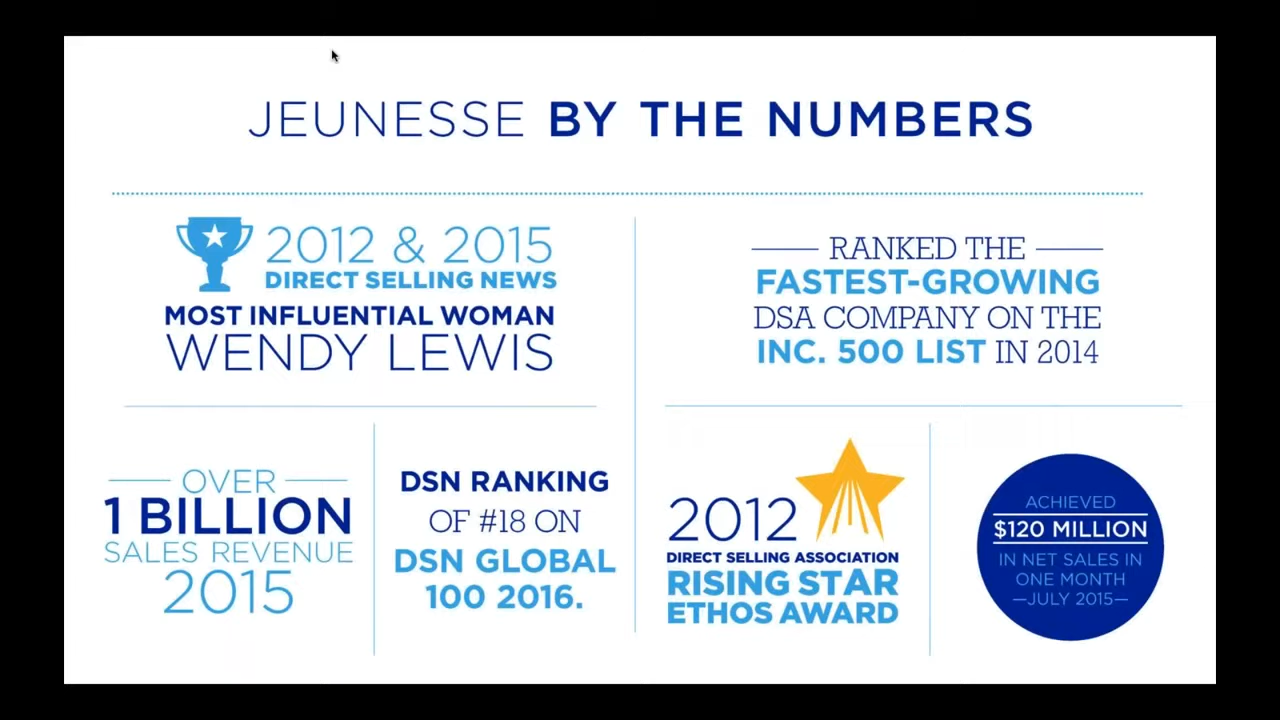 JEUNESSE BY THE NUMBERS
2012 & 2015
DIRECT SELLING NEWS
MOST INFLUENTIAL WOMAN
WENDY LEWIS
RANKED THE
FASTEST-GROWING
DSA COMPANY ON THE
INC. 500 LIST IN 2014
OVER
1 BILLION
SALES REVENUE
2015
DSN RANKING
OF #18 ON
DSN GLOBAL
100 2016.
2012
DIRECT SELLING ASSOCIATION
RISING STAR
ETHOS AWARD
ACHIEVED
$120 MILLION
IN NET SALES IN
ONE MONTH
—JULY 2015—